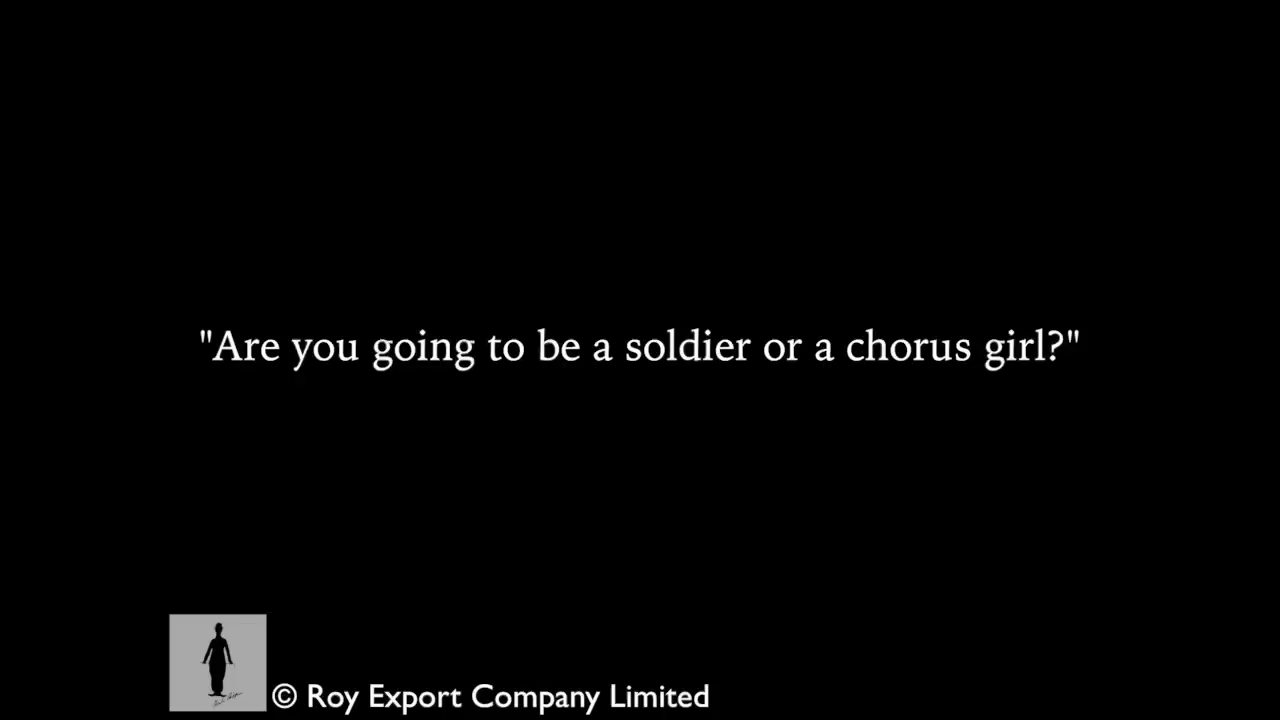 "Are you going to be a soldier or a chorus girl?"
© Roy Export Company Limited